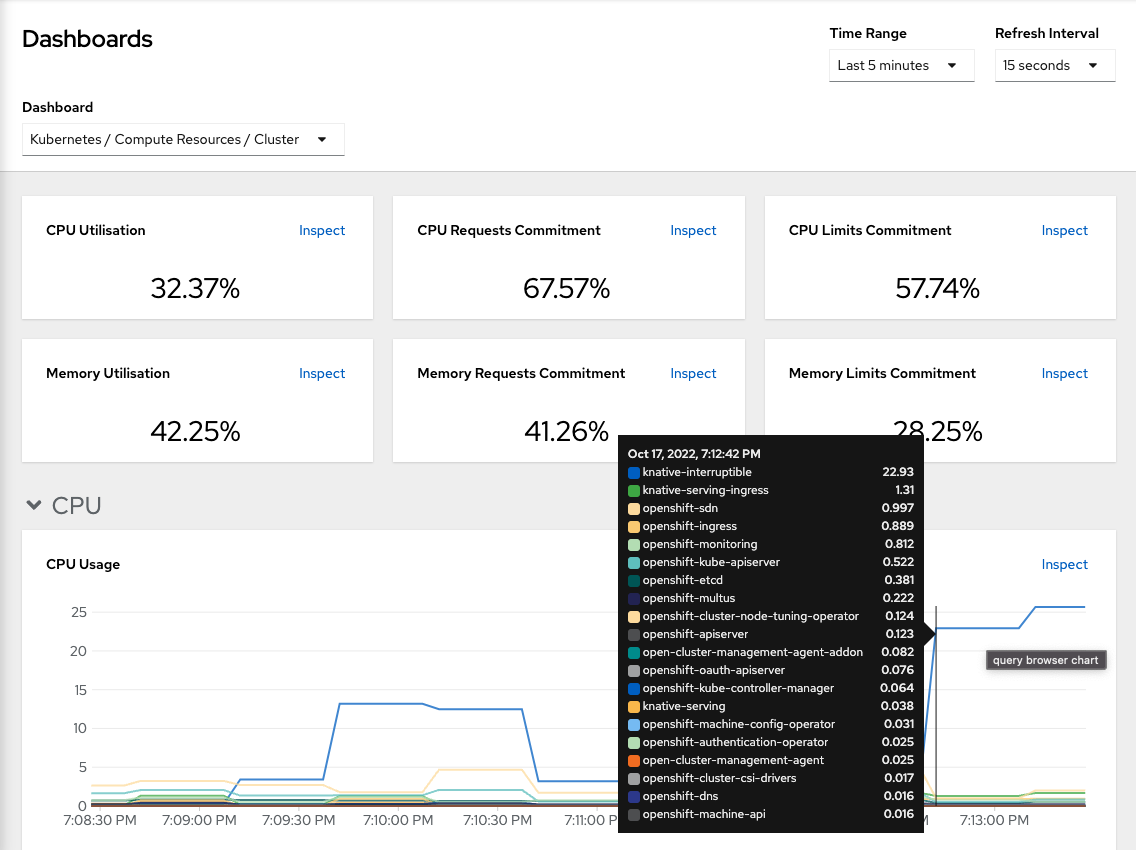 Dashboards
Time Range
Refresh Interval
Last 5 minutes
15 seconds
Dashboard
Kubernetes / Compute Resources / Cluster
CPU Utilisation Inspect
32.37%
CPU Requests Commitment Inspect
67.57%
CPU Limits Commitment Inspect
57.74%
Memory Utilisation Inspect
42.25%
Memory Requests Commitment Inspect
41.26%
Memory Limits Commitment Inspect
28.25%
CPU
CPU Usage Inspect
25
20
15
10
5
0
7:08:30 PM 7:09:00 PM 7:09:30 PM 7:10:00 PM 7:10:30 PM 7:11:00 7:13:00 PM
Oct 17, 2022, 7:12:42 PM
knative-interruptible 22.93
knative-serving-ingress 1.31
openshift-sdn 0.997
openshift-ingress 0.889
openshift-monitoring 0.812
openshift-kube-apiserver 0.522
openshift-etcd 0.381
openshift-multus 0.222
openshift-cluster-node-tuning-operator 0.124
openshift-apiserver 0.123
open-cluster-management-agent-addon 0.082
openshift-oauth-apiserver 0.076
openshift-kube-controller-manager 0.064
knative-serving 0.038
openshift-machine-config-operator 0.031
openshift-authentication-operator 0.025
open-cluster-management-agent 0.025
openshift-cluster-csi-drivers 0.017
openshift-dns 0.016
openshift-machine-api 0.016
query browser chart